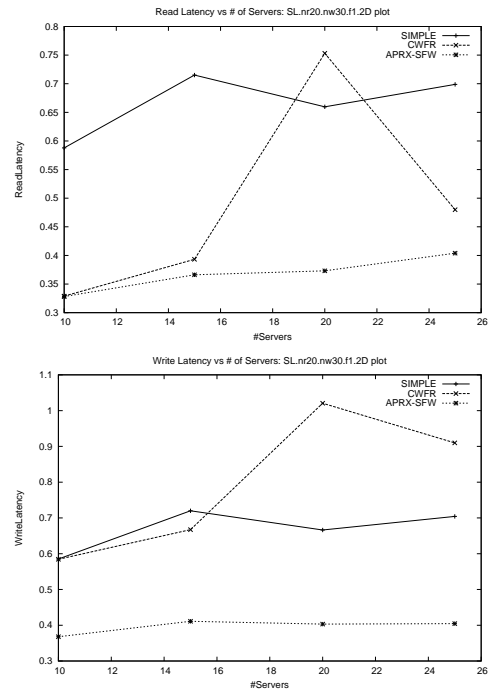 Read Latency vs # of Servers: SL.nr20.nw30.f1.2D plot
0.8
SIMPLE
CWFR
APRX-SFW
0.75
0.7
0.65
0.6
0.55
0.5
0.45
0.4
0.35
0.3
ReadLatency
10 12 14 16 18 20 22 24 26
#Servers
Write Latency vs # of Servers: SL.nr20.nw30.f1.2D plot
1.1
SIMPLE
CWFR
APRX-SFW
1
0.9
0.8
0.7
0.6
0.5
0.4
0.3
WriteLatency
10 12 14 16 18 20 22 24 26
#Servers